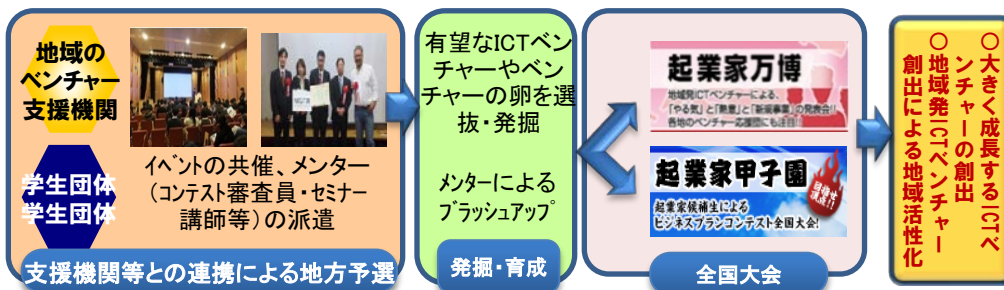 地域の
ベンチャー
支援機関
学生団体
学生団体
イベントの共催、メンター
（コンテスト審査員・セミナー
講師等）の派遣
支援機関等との連携による地方予選
有望なICTベン
チャーやベン
チャーの卵を選
抜・発掘
メンターによる
ブラッシュアップ
発掘・育成
起業家万博
地域発ICTベンチャーによる、
「やる気」と「熱意」と「新規事業」の発表会!!
各地のベンチャー応援団にも注目!!
起業家甲子園
目指せ
頂点!!
起業家候補生による
ビジネスプランコンテスト全国大会!
全国大会
○大きく成長するICTベ
ンチャーの創出
○地域発ICTベンチャー
創出による地域活性化